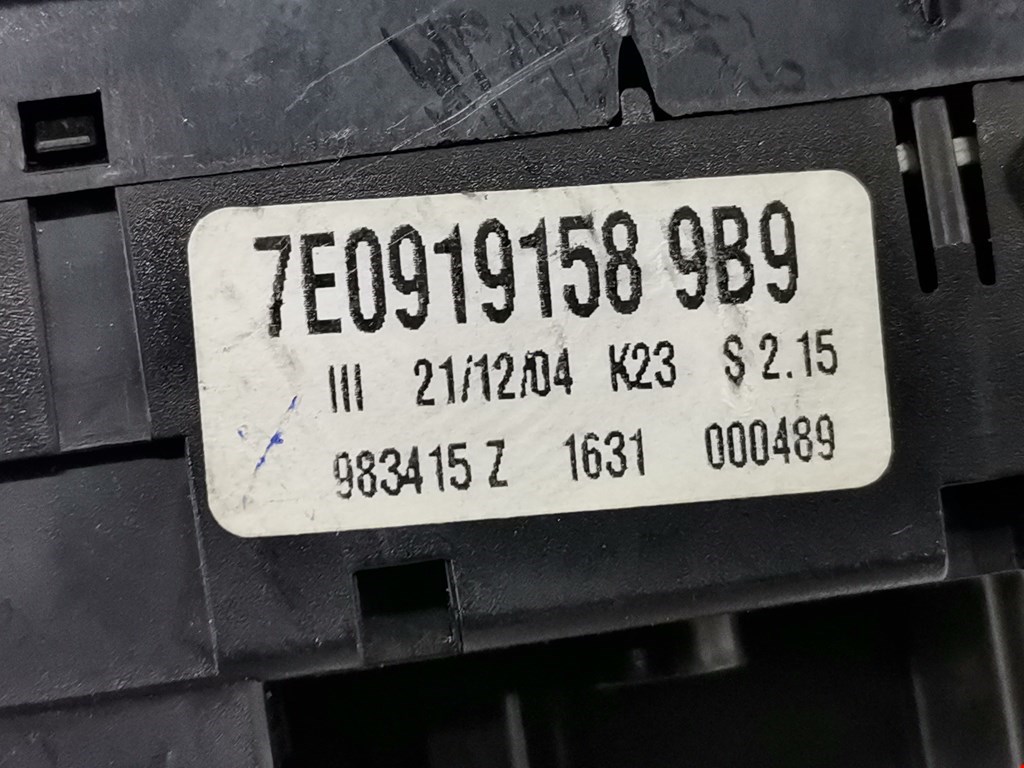 7E0919158 9B9
III 21/12/04 K23 S 2.15
983415 Z 1631 000489